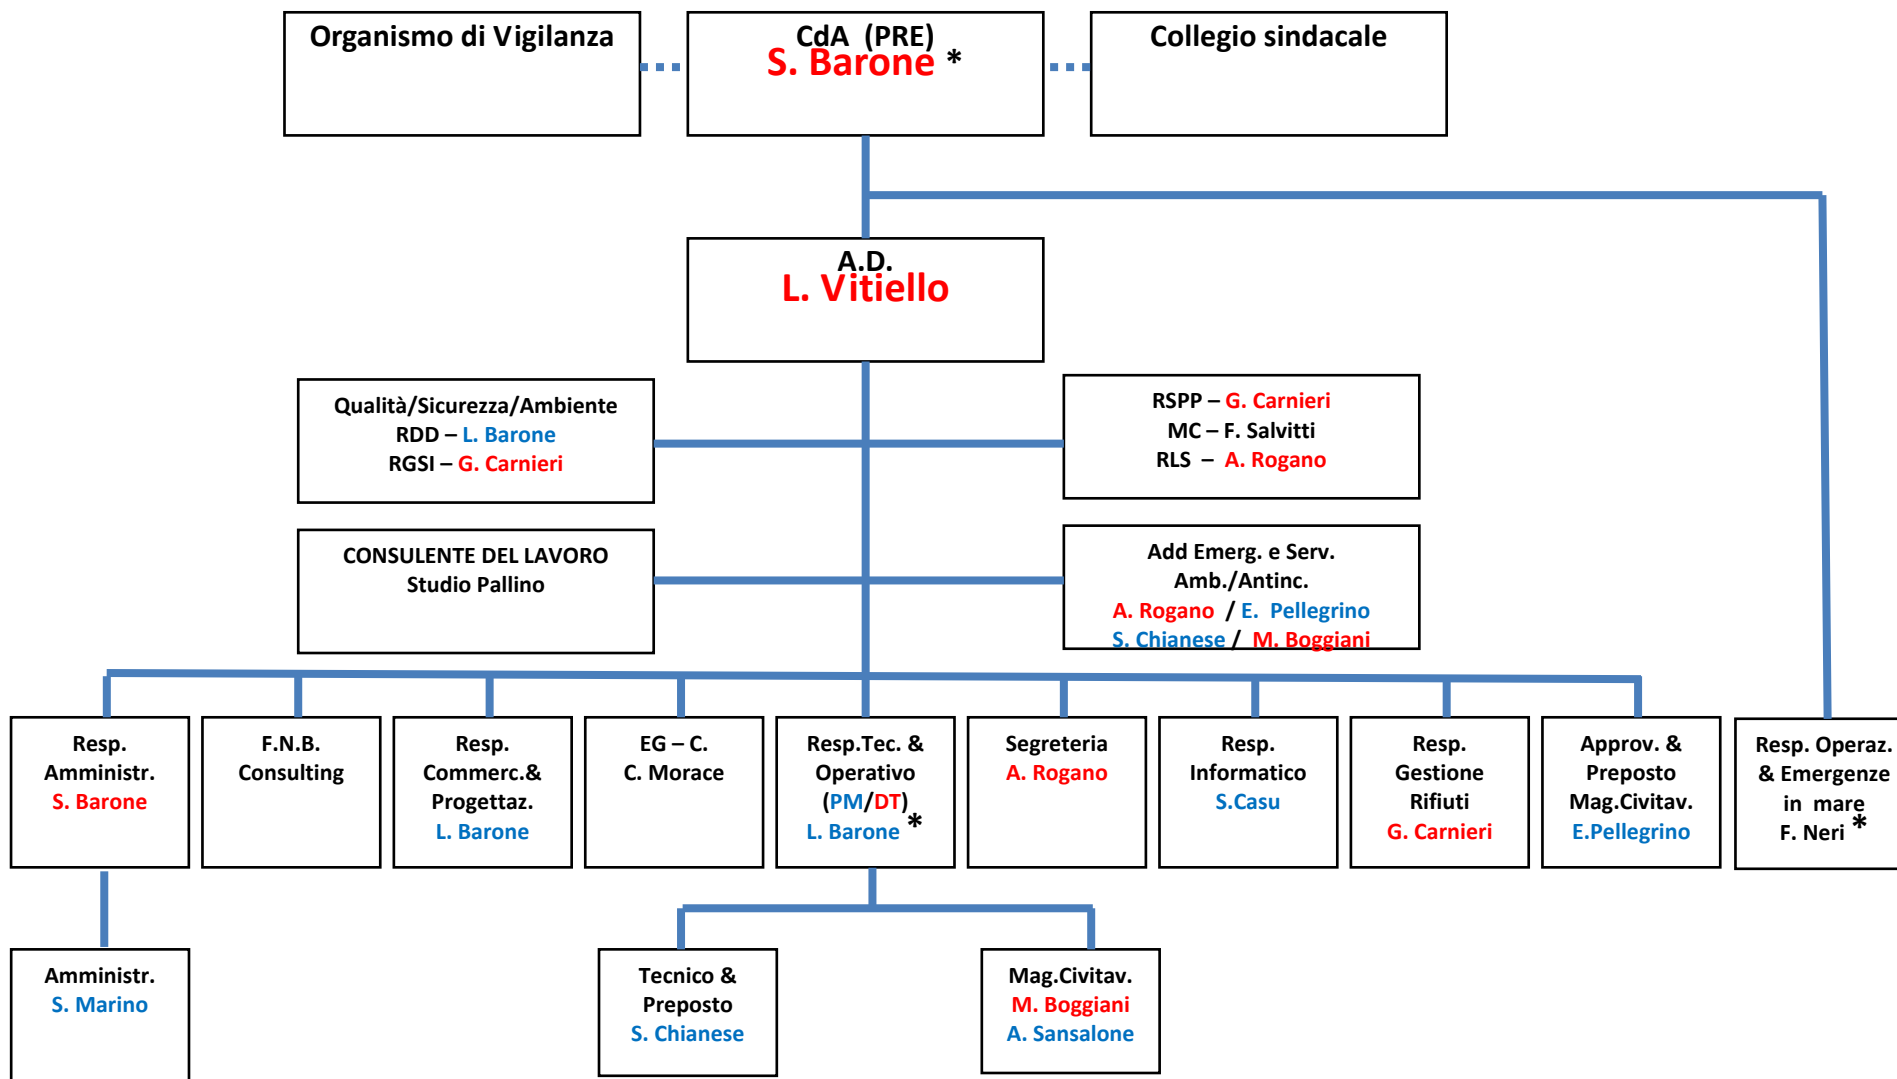 Organismo di Vigilanza
CdA (PRE)
S. Barone *
Collegio sindacale
A.D.
L. Vitiello
Qualità/Sicurezza/Ambiente
RDD – L. Barone
RGSI – G. Carnieri
RSPP – G. Carnieri
MC – F. Salvitti
RLS – A. Rogano
CONSULENTE DEL LAVORO
Studio Pallino
Add Emerg. e Serv.
Amb./Antinc.
A. Rogano / E. Pellegrino
S. Chianese / M. Boggiani
Resp.
Amministr.
S. Barone
F.N.B.
Consulting
Resp.
Commerc.&
Progettaz.
L. Barone
EG – C.
C. Morace
Resp.Tec. &
Operativo
(PM/DT)
L. Barone *
Segreteria
A. Rogano
Resp.
Informatico
S.Casu
Resp.
Gestione
Rifiuti
G. Carnieri
Approv. &
Preposto
Mag.Civitav.
E.Pellegrino
Resp. Operaz.
& Emergenze
in mare
F. Neri *
Amministr.
S. Marino
Tecnico &
Preposto
S. Chianese
Mag.Civitav.
M. Boggiani
A. Sansalone